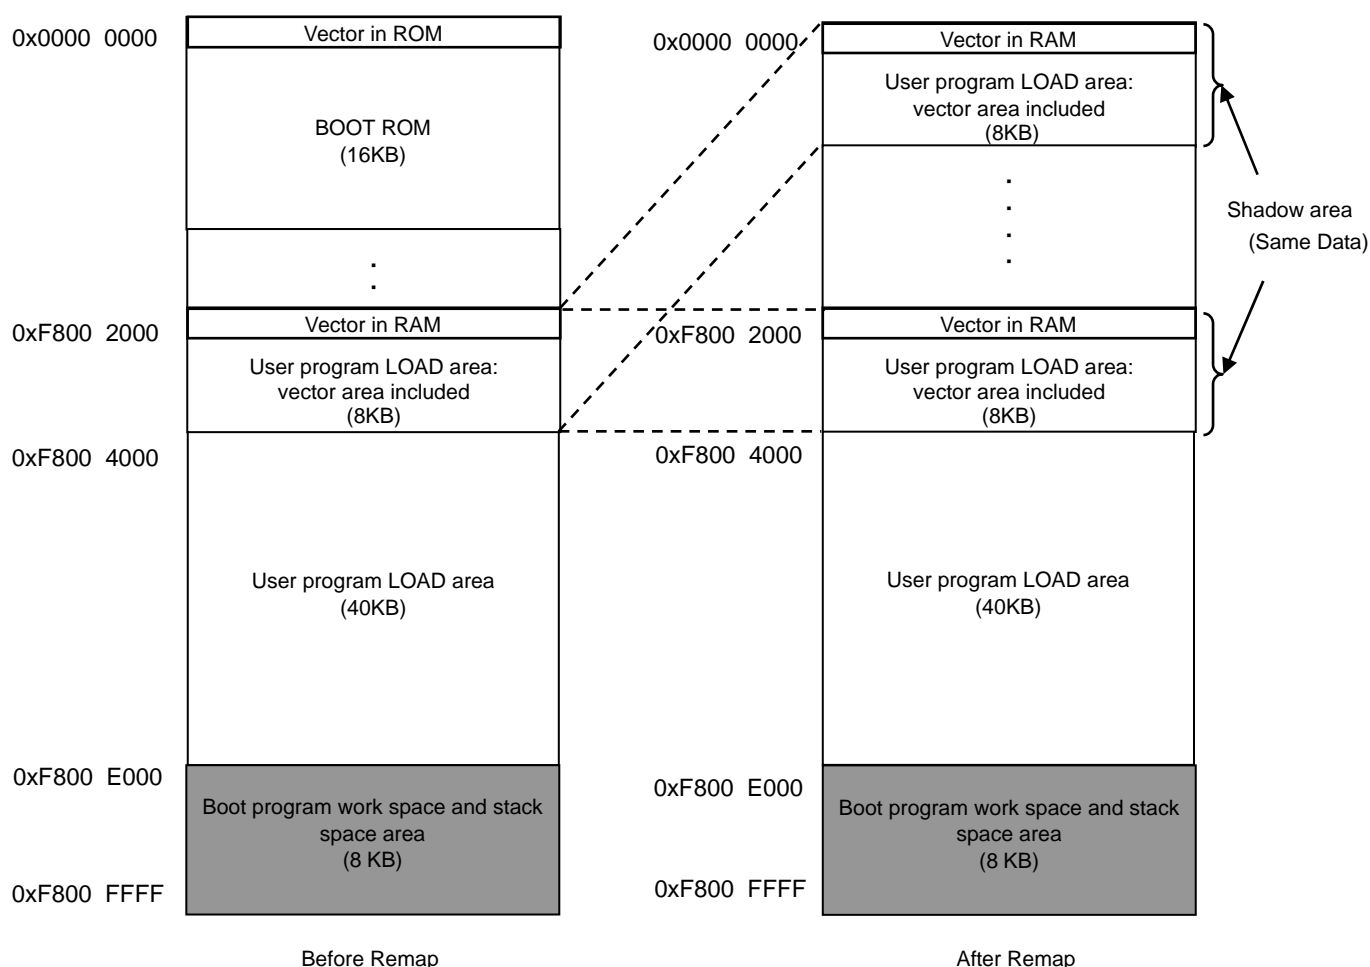 0x0000 0000
Vector in ROM
BOOT ROM
(16KB)
0xF800 2000
Vector in RAM
User program LOAD area:
vector area included
(8KB)
0xF800 4000
User program LOAD area
(40KB)
0xF800 E000
Boot program work space and stack
space area
(8 KB)
0xF800 FFFF
Before Remap
0x0000 0000
Vector in RAM
User program LOAD area:
vector area included
(8KB)
Shadow area
(Same Data)
0xF800 2000
Vector in RAM
User program LOAD area:
vector area included
(8KB)
0xF800 4000
User program LOAD area
(40KB)
0xF800 E000
Boot program work space and stack
space area
(8 KB)
0xF800 FFFF
After Remap